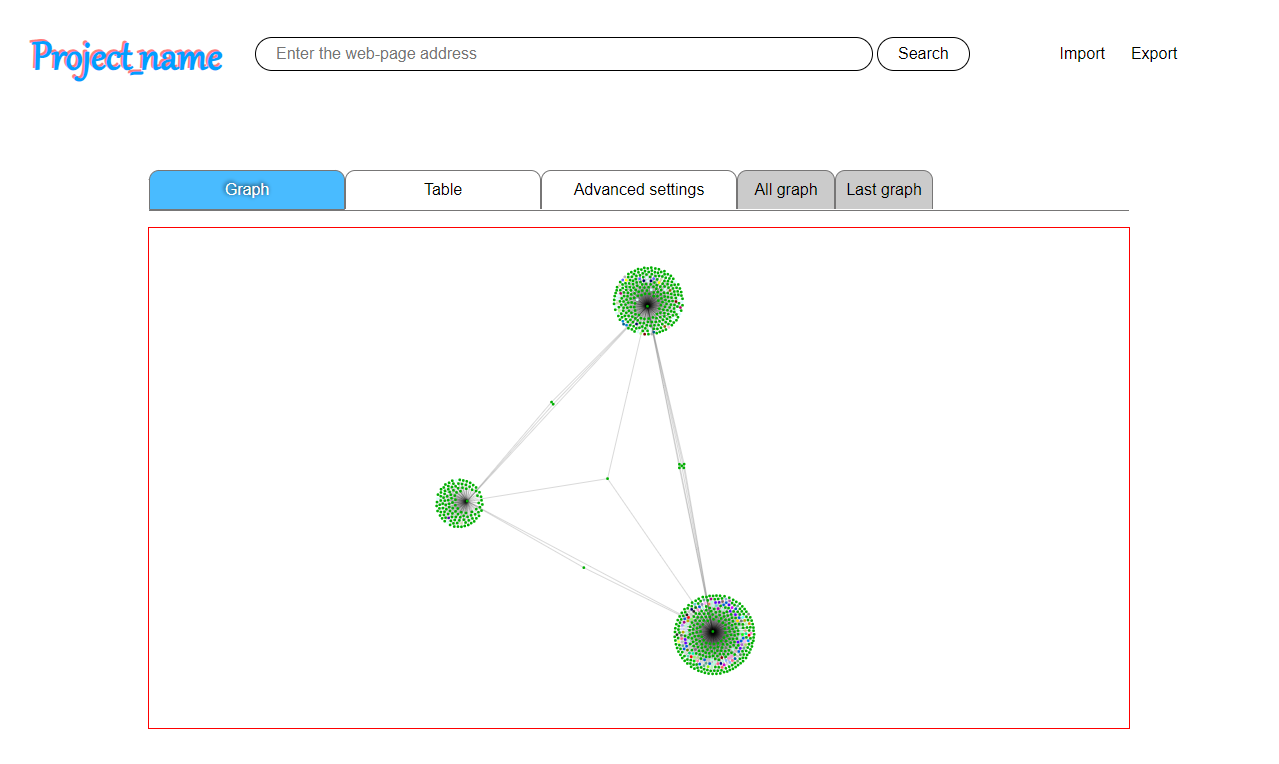 Project_name
Enter the web-page address
Search
Import
Export
Graph
Table
Advanced settings
All graph
Last graph